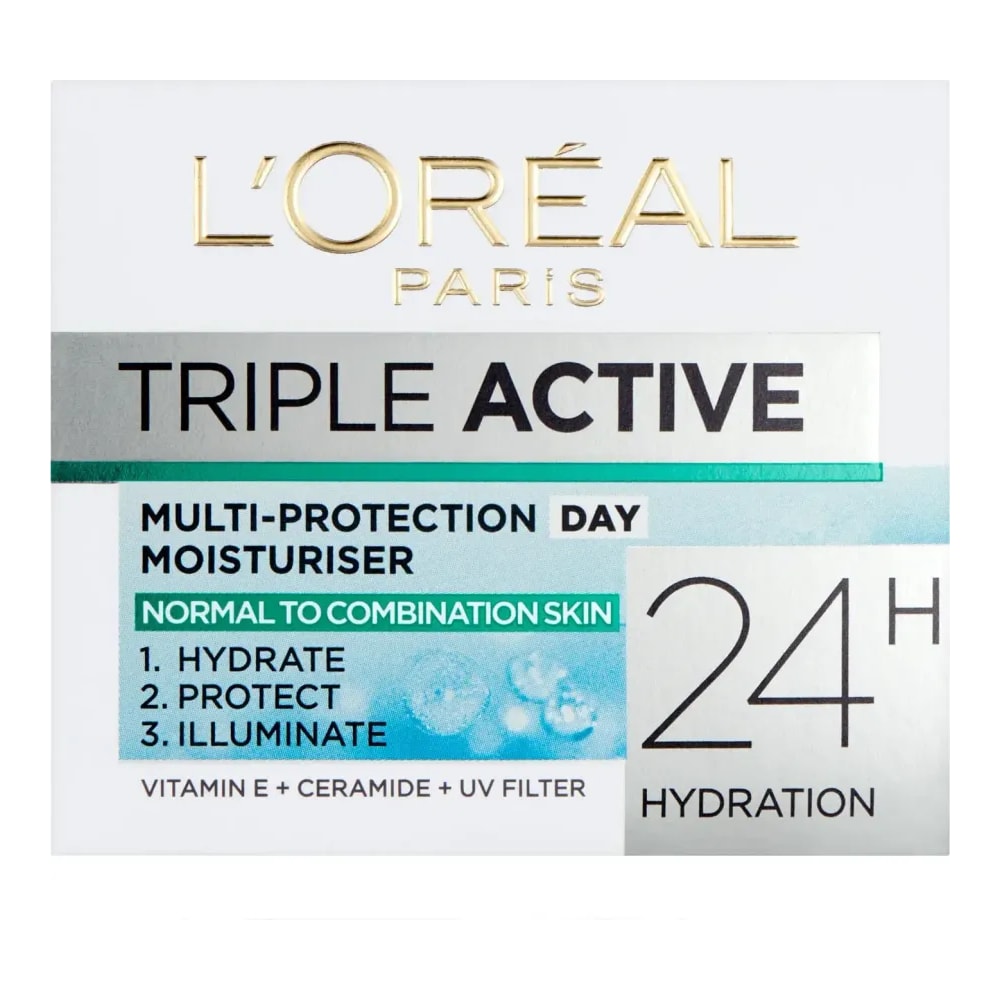 L'ORÉAL
PARiS
TRIPLE ACTIVE
MULTI-PROTECTION DAY
MOISTURISER
NORMAL TO COMBINATION SKIN
1. HYDRATE
2. PROTECT
3. ILLUMINATE
VITAMIN E + CERAMIDE + UV FILTER
24H
HYDRATION